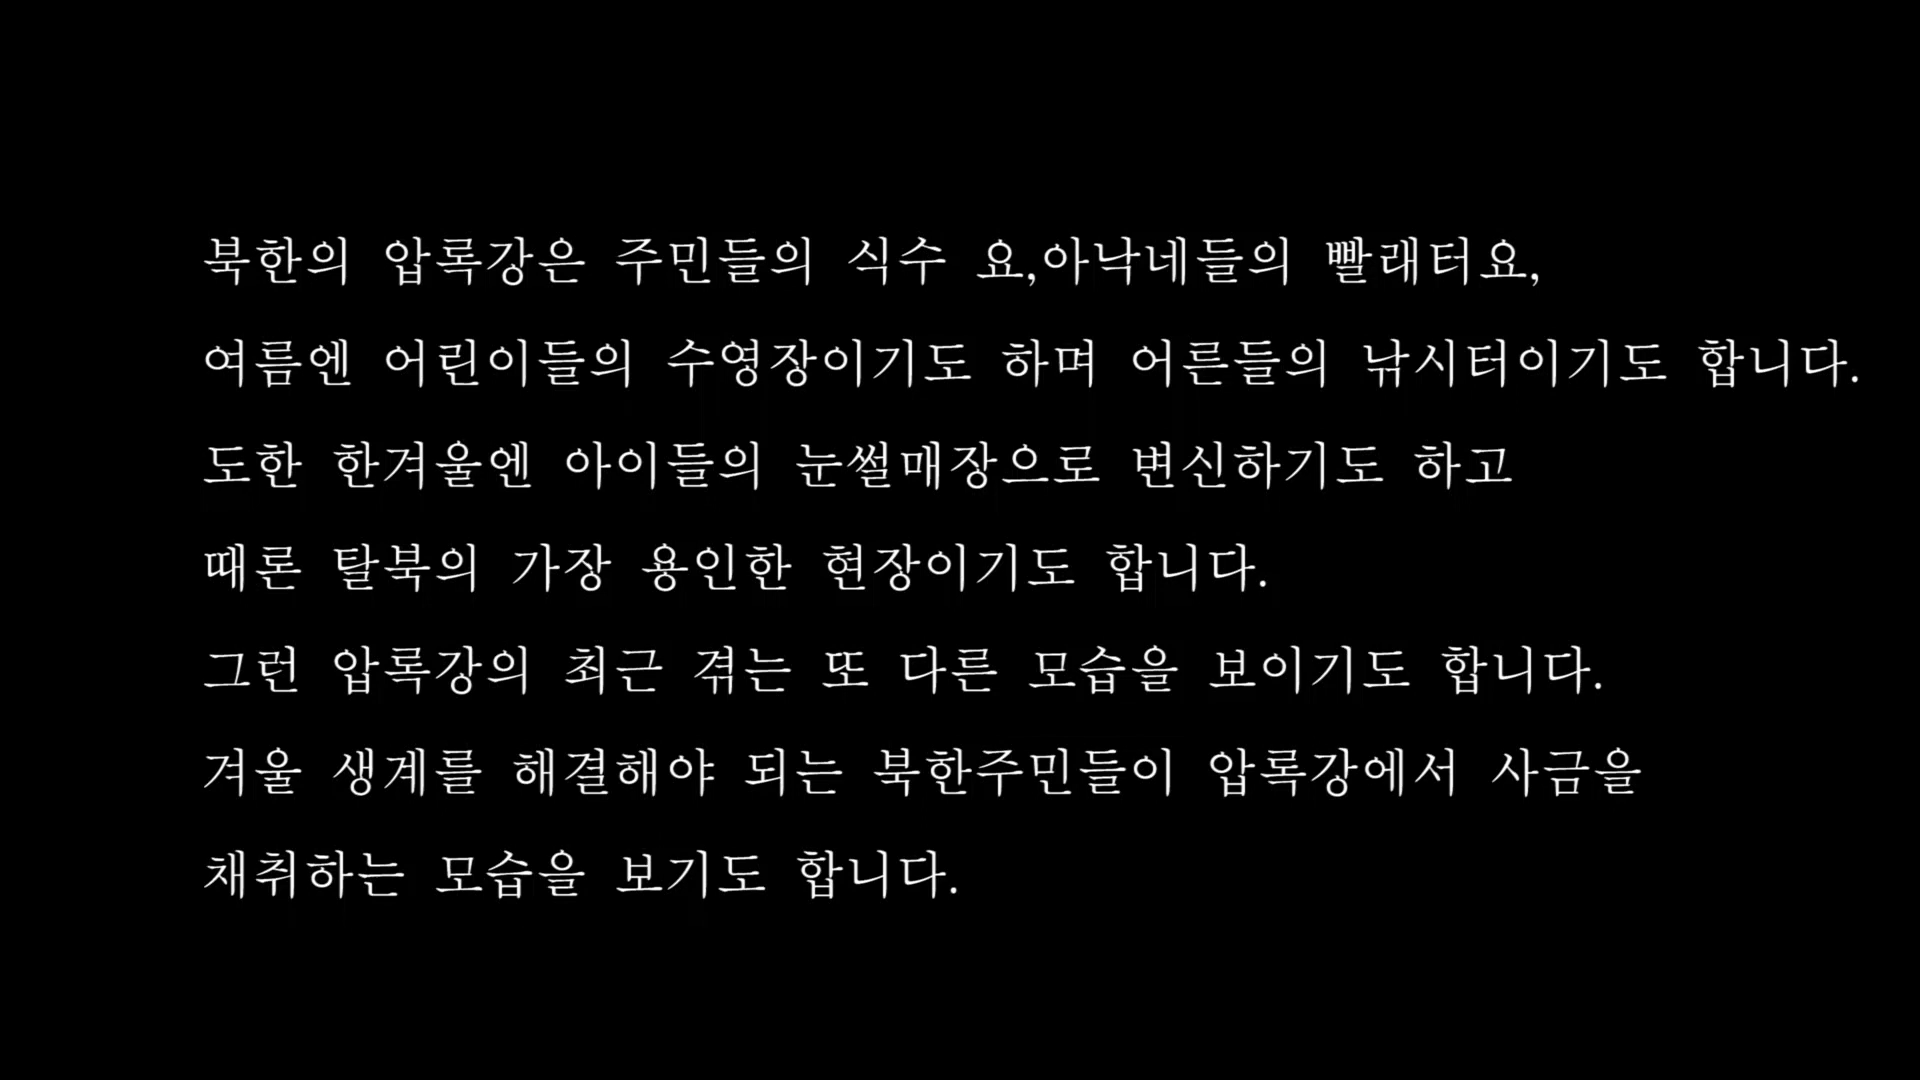 북한의 압록강은 주민들의 식수 요,아낙네들의 빨래터요,
여름엔 어린이들의 수영장이기도 하며 어른들의 낚시터이기도 합니다.
도한 한겨울엔 아이들의 눈썰매장으로 변신하기도 하고
때론 탈북의 가장 용인한 현장이기도 합니다.
그런 압록강의 최근 겪는 또 다른 모습을 보이기도 합니다.
겨울 생계를 해결해야 되는 북한주민들이 압록강에서 사금을
채취하는 모습을 보기도 합니다.